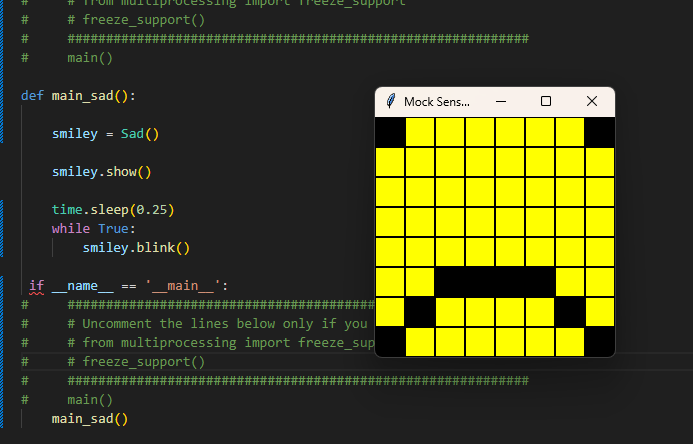 #     # from multiprocessing import freeze_support
#     # freeze_support()
#     ############################################################
#     main()
def main_sad():
smiley = Sad()
smiley.show()
time.sleep(0.25)
while True:
smiley.blink()
if __name__ == '__main__':
#     ########################################
#     # Uncomment the lines below only if you
#     # from multiprocessing import freeze_sup
#     # freeze_support()
#     ############################################################
#     main()
main_sad()
Mock Sens...